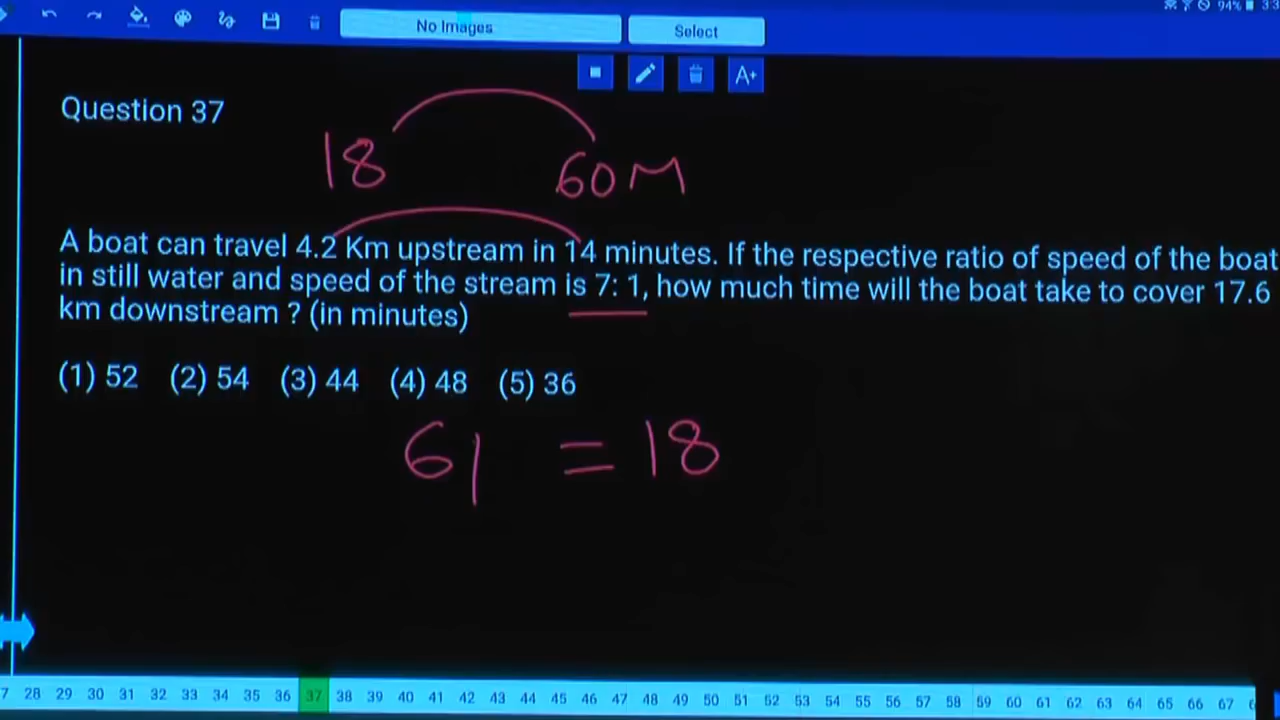 94% 3:3
No Images Select
A+
Question 37
18 60M
A boat can travel 4.2 Km upstream in 14 minutes. If the respective ratio of speed of the boat
in still water and speed of the stream is 7: 1, how much time will the boat take to cover 17.6
km downstream ? (in minutes)
(1) 52 (2) 54 (3) 44 (4) 48 (5) 36
61 = 18
7 28 29 30 31 32 33 34 35 36 37 38 39 40 41 42 43 44 45 46 47 48 49 50 51 52 53 54 55 56 57 58 59 60 61 62 63 64 65 66 67